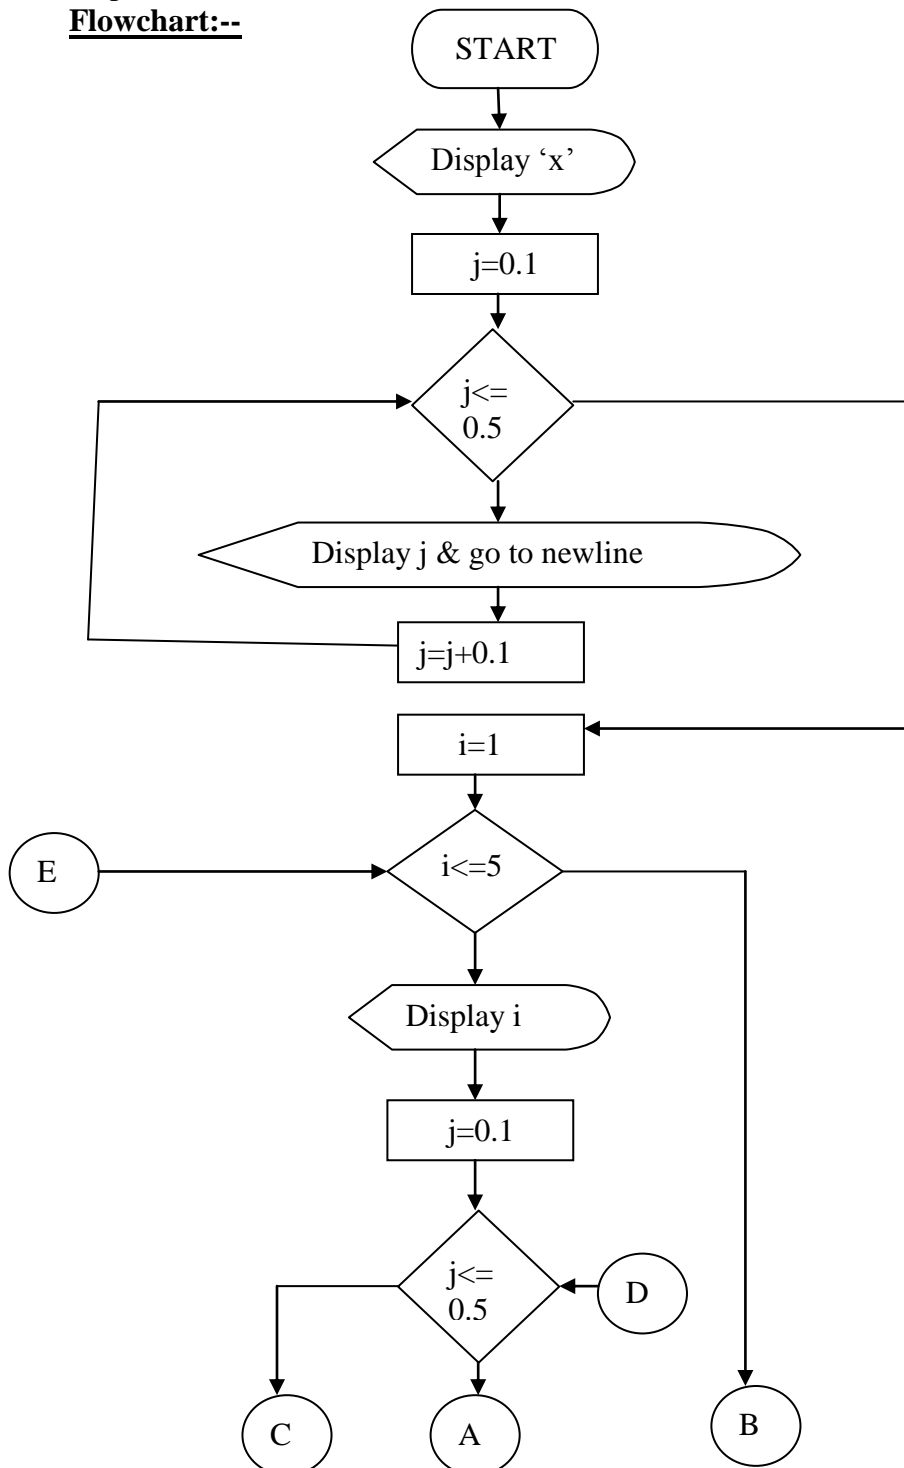 Flowchart:--
START
Display ‘x’
j=0.1
j<=
0.5
Display j & go to newline
j=j+0.1
i=1
E
i<=5
Display i
j=0.1
j<=
0.5
D
C
A
B